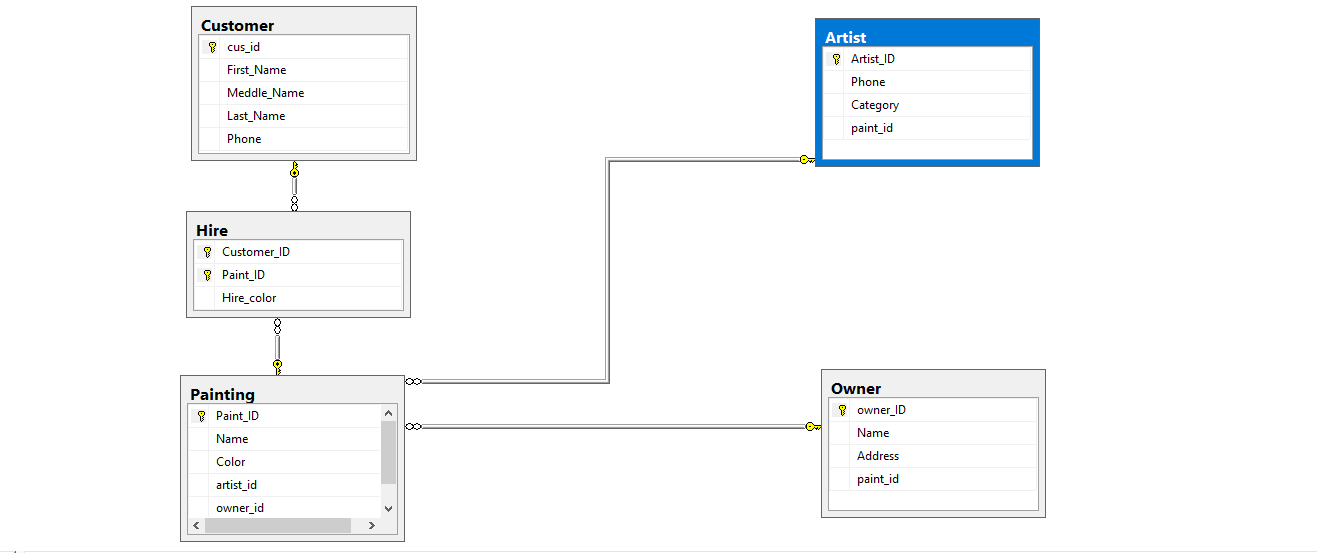 Customer
cus_id
First_Name
Meddle_Name
Last_Name
Phone
Artist
Artist_ID
Phone
Category
paint_id
Hire
Customer_ID
Paint_ID
Hire_color
Painting
Paint_ID
Name
Color
artist_id
owner_id
Owner
owner_ID
Name
Address
paint_id